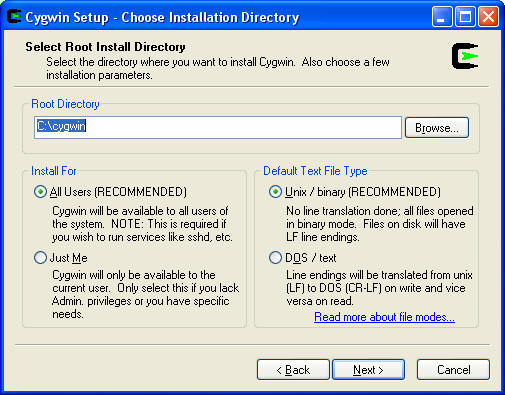 Cygwin Setup - Choose Installation Directory
Select Root Install Directory
Select the directory where you want to install Cygwin. Also choose a few
installation parameters.
Root Directory
C:\cygwin
Browse...
Install For
All Users (RECOMMENDED)
Cygwin will be available to all users of
the system. NOTE: This is required if
you wish to run services like sshd, etc.
Just Me
Cygwin will only be available to the
current user. Only select this if you lack
Admin. privileges or you have specific
needs.
Default Text File Type
Unix / binary (RECOMMENDED)
No line translation done; all files opened
in binary mode. Files on disk will have
LF line endings.
DOS / text
Line endings will be translated from unix
(LF) to DOS (CR-LF) on write and vice
versa on read.
Read more about file modes...
< Back
Next >
Cancel